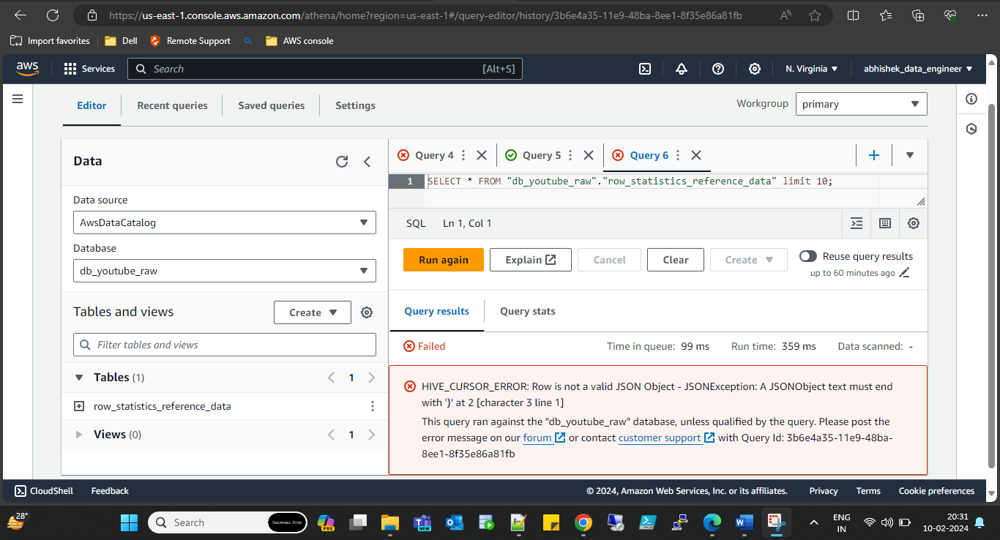 https://us-east-1.console.aws.amazon.com/athena/home?region=us-east-1#/query-editor/history/3b6e4a35-11e9-48ba-8ee1-8f35e86a81fb
Import favorites Dell Remote Support AWS console
aws Services Search [Alt+S] N. Virginia abhishek_data_engineer
Editor Recent queries Saved queries Settings Workgroup primary
Data
Data source
AwsDataCatalog
Database
db_youtube_raw
Tables and views Create
Filter tables and views
Tables (1) 1
row_statistics_reference_data
Views (0) 1
Query 4 Query 5 Query 6
1 SELECT * FROM "db_youtube_raw"."row_statistics_reference_data" limit 10;
SQL Ln 1, Col 1
Run again Explain Cancel Clear Create Reuse query results
up to 60 minutes ago
Query results Query stats
Failed Time in queue: 99 ms Run time: 359 ms Data scanned: -
HIVE_CURSOR_ERROR: Row is not a valid JSON Object - JSONException: A JSONObject text must end
with '}' at 2 [character 3 line 1]
This query ran against the "db_youtube_raw" database, unless qualified by the query. Please post the
error message on our forum or contact customer support with Query Id: 3b6e4a35-11e9-48ba-
8ee1-8f35e86a81fb
CloudShell Feedback © 2024, Amazon Web Services, Inc. or its affiliates. Privacy Terms Cookie preferences
28° Search Shoppers Stop PRE NEW ENG 20:31
IN 10-02-2024